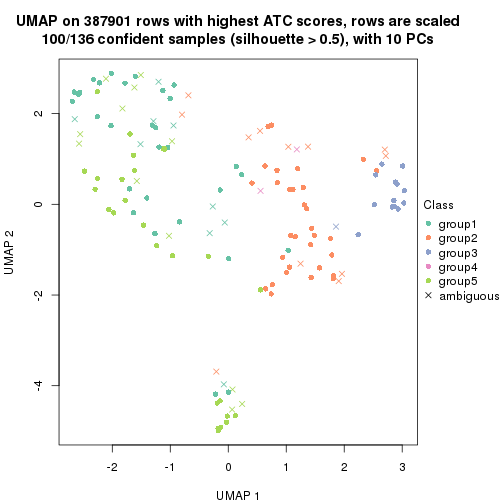 UMAP on 387901 rows with highest ATC scores, rows are scaled
100/136 confident samples (silhouette > 0.5), with 10 PCs
2
0
-2
-4
UMAP 2
-2
-1
0
1
2
3
UMAP 1
Class
group1
group2
group3
group4
group5
ambiguous